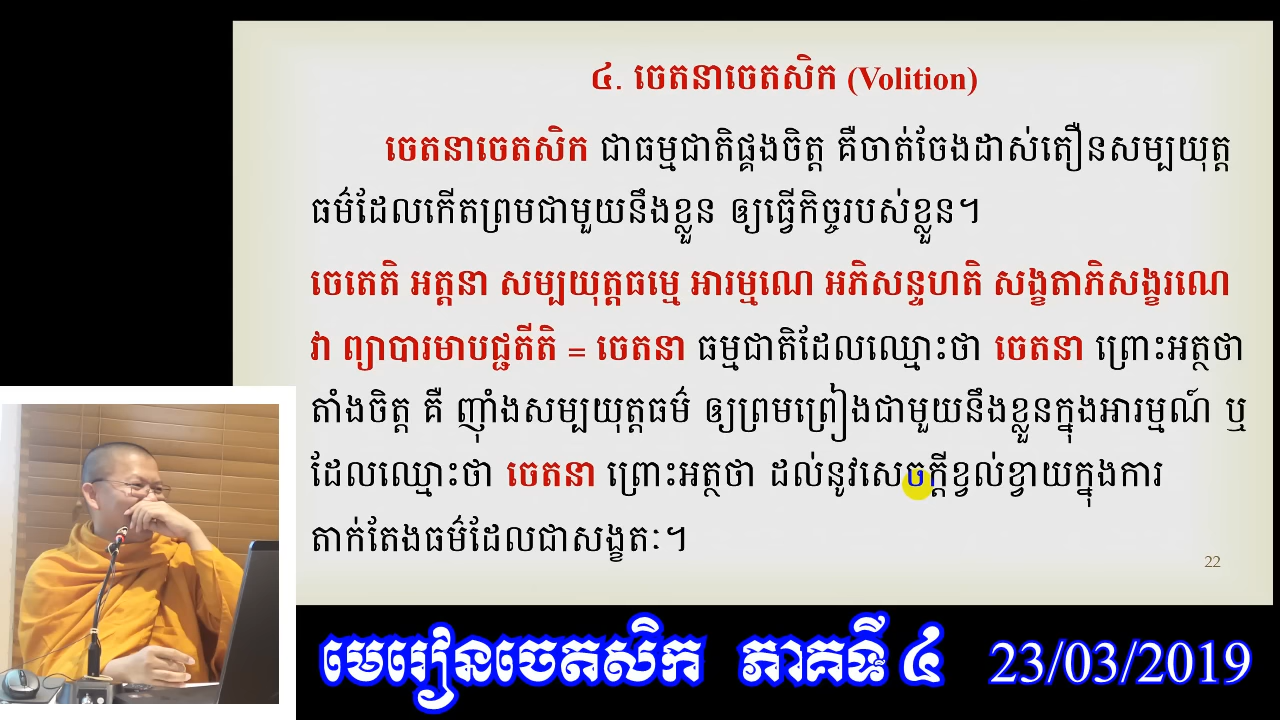 ៤. ចេតនាចេតសិក (Volition)
ចេតនាចេតសិក ជាធម្មជាតិផ្គងចិត្ត គឺចាត់ចែងដាស់តឿនសម្បយុត្ត
ធម៌ដែលកើតព្រមជាមួយនឹងខ្លួន ឲ្យធ្វើកិច្ចរបស់ខ្លួន។
ចេតេតិ អត្តនា សម្បយុត្តធម្មេ អារម្មណេ អភិសន្ទហតិ សង្ខតាភិសង្ខរណេ
វា ព្យាបារមាបជ្ជតីតិ = ចេតនា ធម្មជាតិដែលឈ្មោះថា ចេតនា ព្រោះអត្ថថា
តាំងចិត្ត គឺ ញ៉ាំងសម្បយុត្តធម៌ ឲ្យព្រមព្រៀងជាមួយនឹងខ្លួនក្នុងអារម្មណ៍ ឬ
ដែលឈ្មោះថា ចេតនា ព្រោះអត្ថថា ដល់នូវសេចក្តីខ្វល់ខ្វាយក្នុងការ
តាក់តែងធម៌ដែលជាសង្ខតៈ។
22
មេរៀនចេតសិក ភាគទី ៤ 23/03/2019